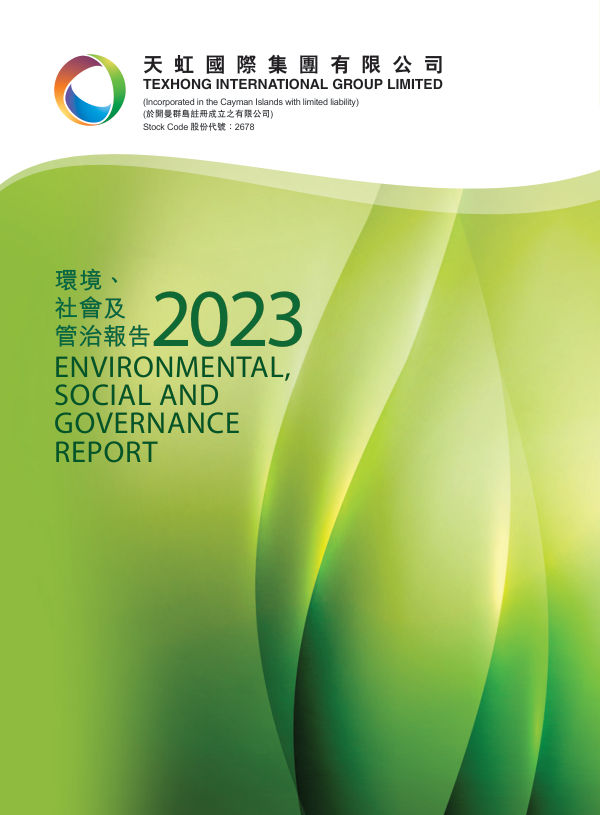 天虹國際集團有限公司
TEXHONG INTERNATIONAL GROUP LIMITED
(Incorporated in the Cayman Islands with limited liability)
(於開曼群島註冊成立之有限公司)
Stock Code 股份代號：2678
環境、
社會及
管治報告 2023
ENVIRONMENTAL,
SOCIAL AND
GOVERNANCE
REPORT